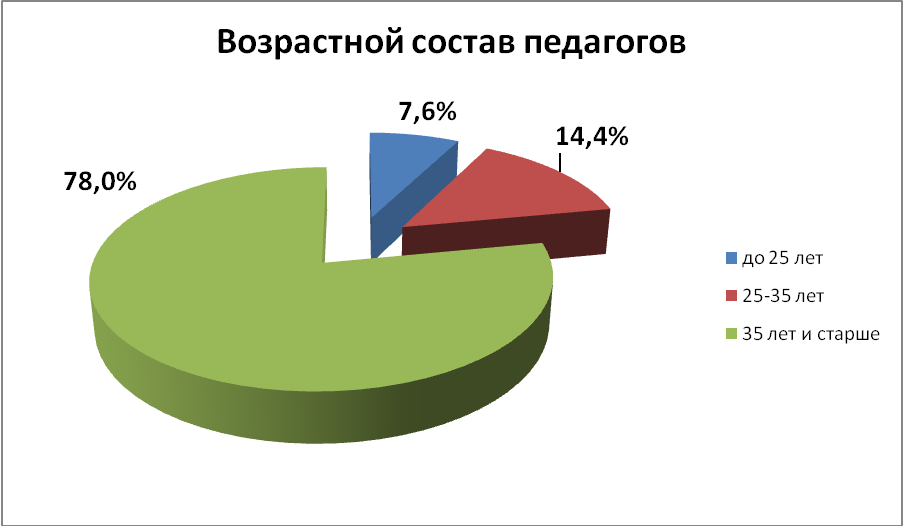 Возрастной состав педагогов
7,6%
14,4%
78,0%
до 25 лет
25-35 лет
35 лет и старше